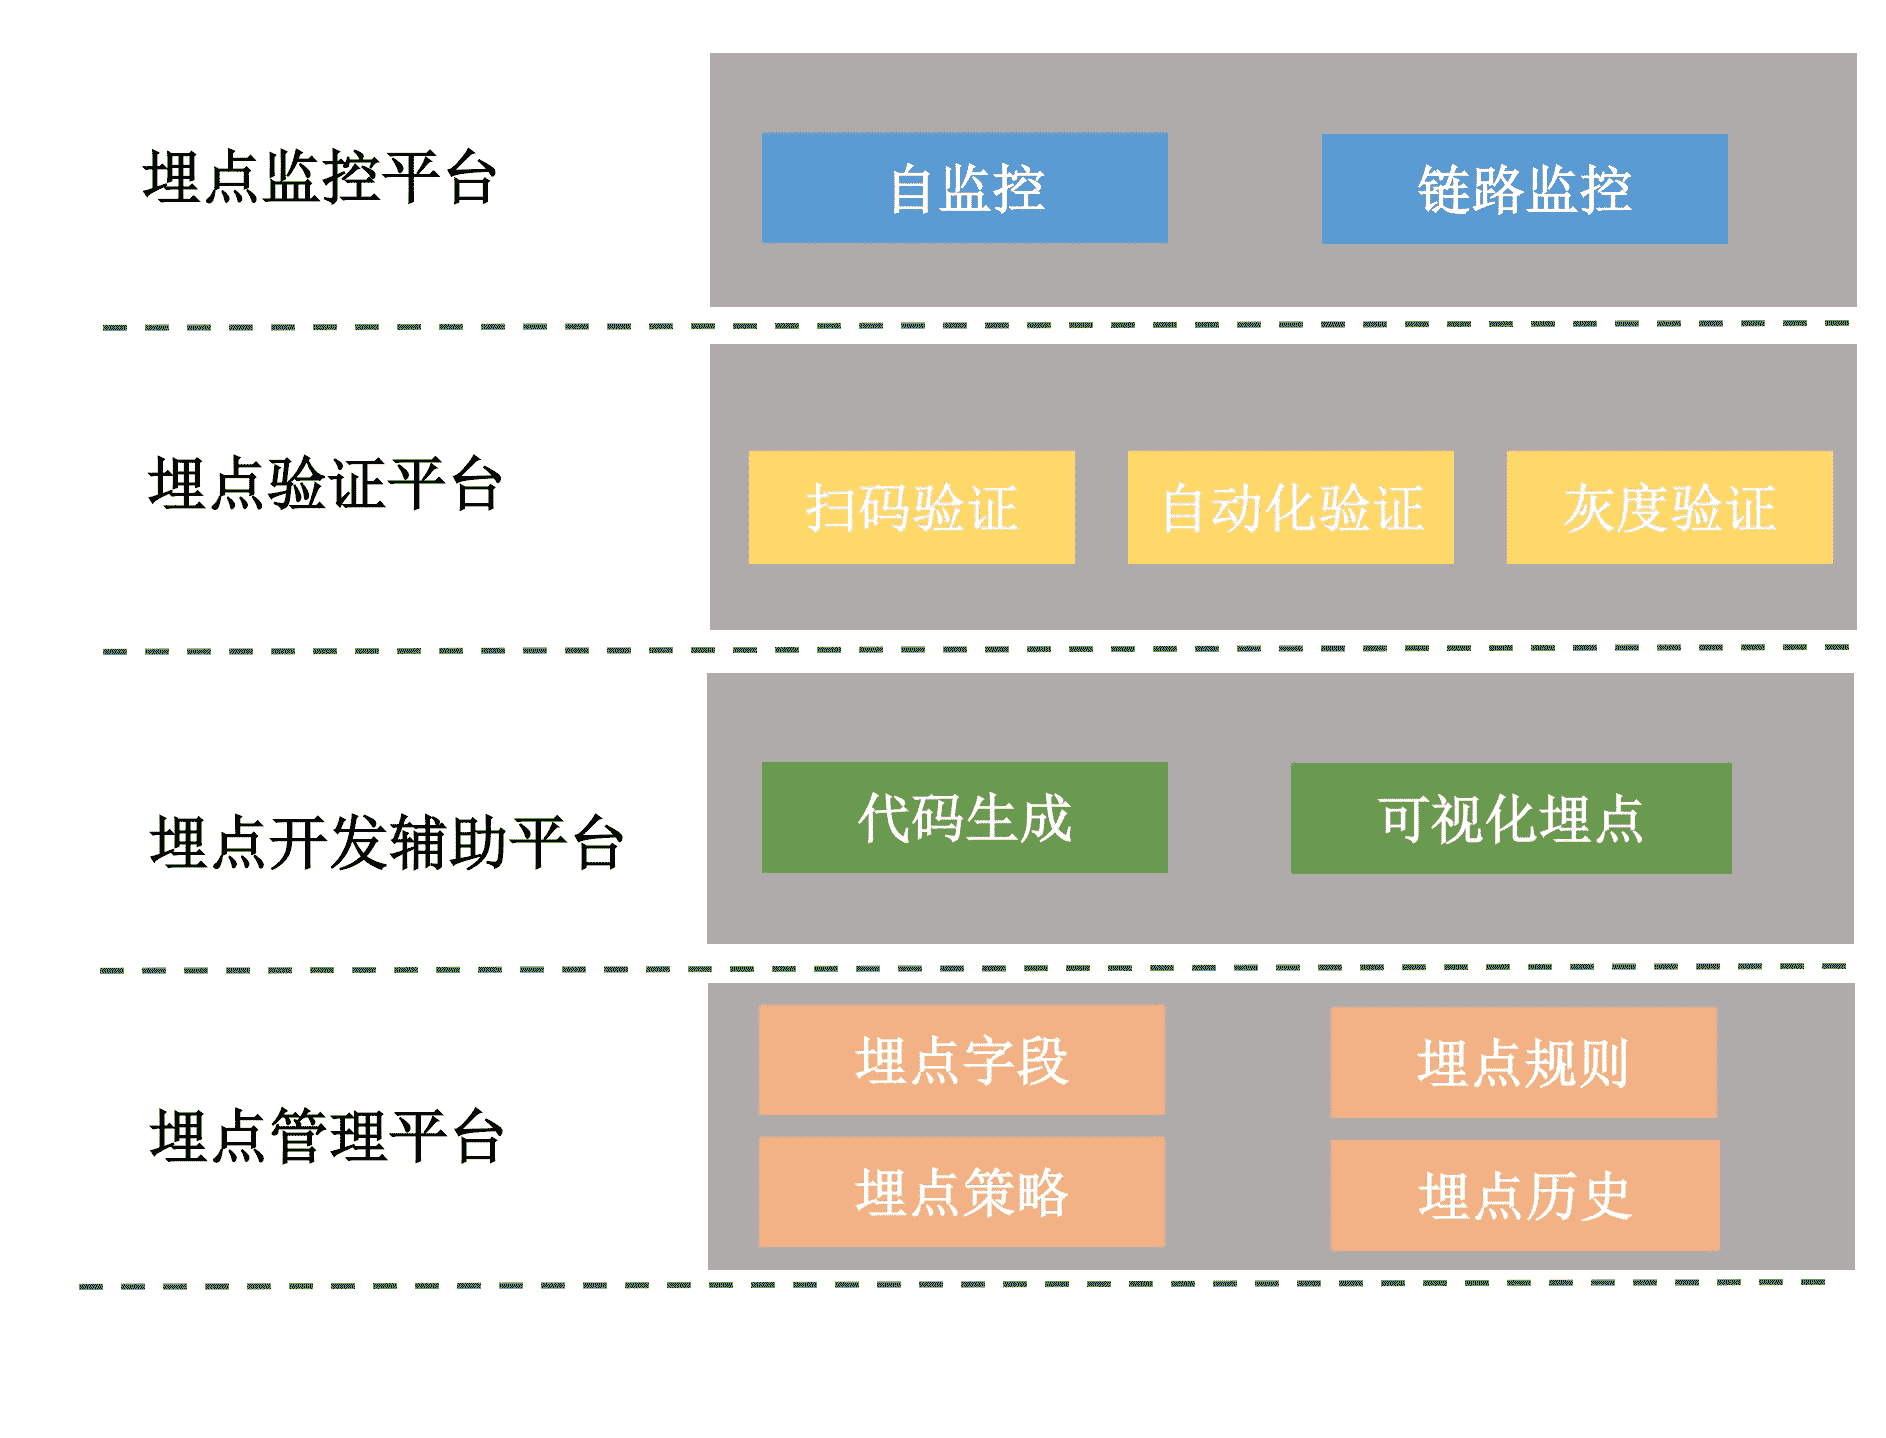 埋点监控平台
自监控
链路监控
埋点验证平台
扫码验证
自动化验证
灰度验证
埋点开发辅助平台
代码生成
可视化埋点
埋点管理平台
埋点字段
埋点规则
埋点策略
埋点历史